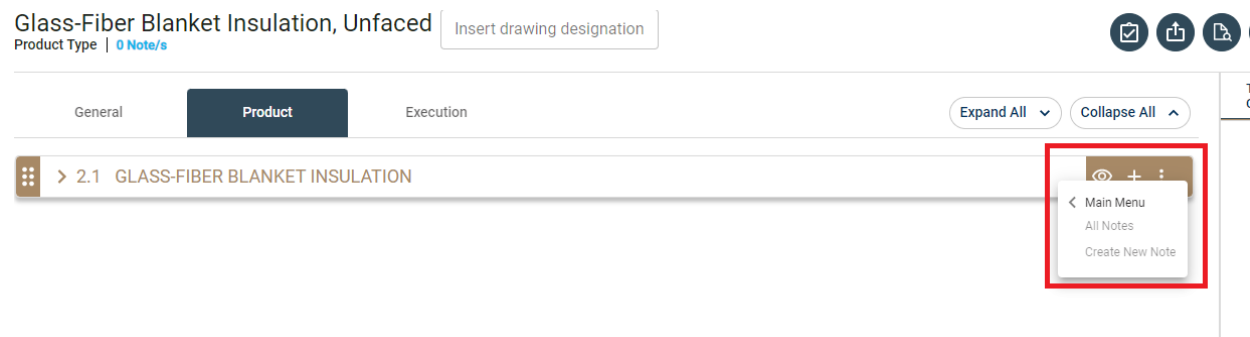 Glass-Fiber Blanket Insulation, Unfaced
Insert drawing designation
Product Type | 0 Note/s
General
Product
Execution
Expand All
Collapse All
2.1 GLASS-FIBER BLANKET INSULATION
Main Menu
All Notes
Create New Note